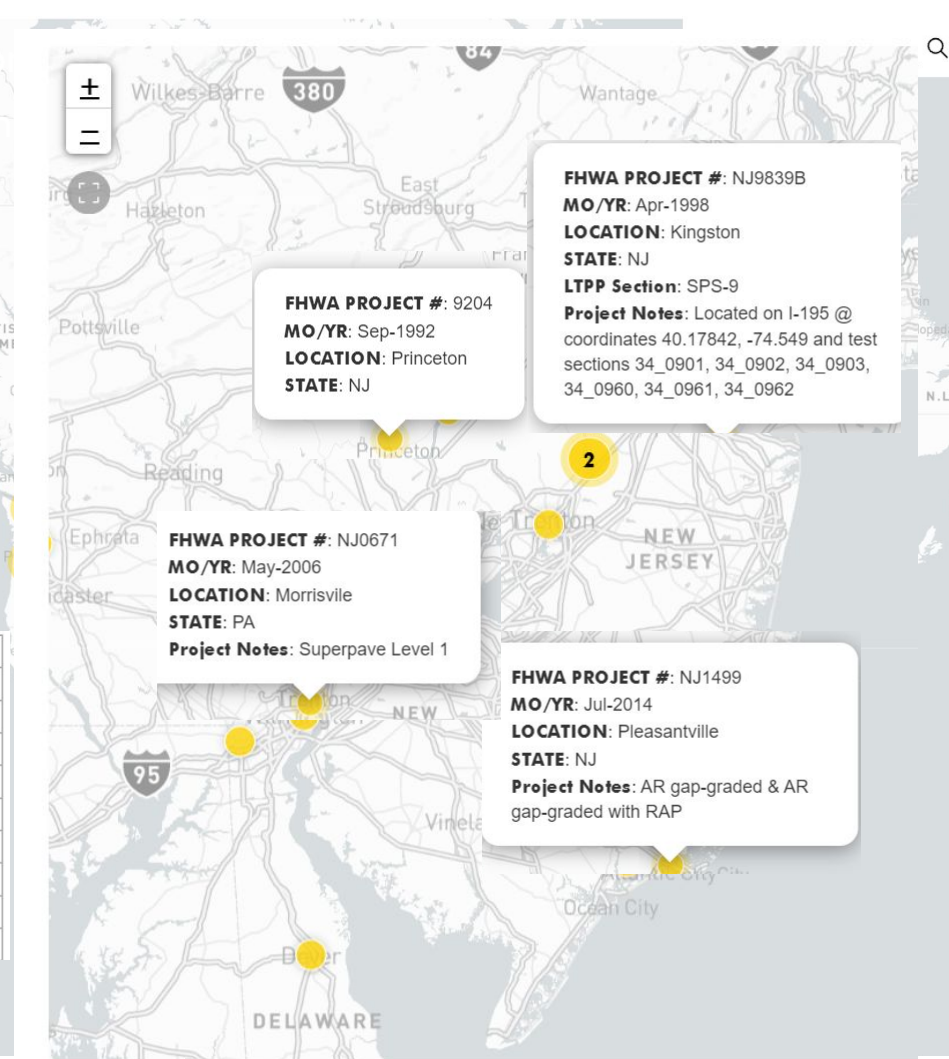 84
+
Wilkes-Barre
380
Wantage
−
East
Stroudsburg
Hazleton
FHWA PROJECT #: NJ9839B
MO/YR: Apr-1998
LOCATION: Kingston
STATE: NJ
LTPP Section: SPS-9
Project Notes: Located on I-195 @
coordinates 40.17842, -74.549 and test
sections 34_0901, 34_0902, 34_0903,
34_0960, 34_0961, 34_0962
FHWA PROJECT #: 9204
MO/YR: Sep-1992
LOCATION: Princeton
STATE: NJ
Pottsville
N.L
Princeton
Reading
2
Trenton
Ephrata
NEW
JERSEY
FHWA PROJECT #: NJ0671
MO/YR: May-2006
LOCATION: Morrisvile
STATE: PA
Project Notes: Superpave Level 1
Trenton
NEW
FHWA PROJECT #: NJ1499
MO/YR: Jul-2014
LOCATION: Pleasantville
STATE: NJ
Project Notes: AR gap-graded & AR
gap-graded with RAP
95
Vinela
Atlantic City
Ocean City
Dover
DELAWARE